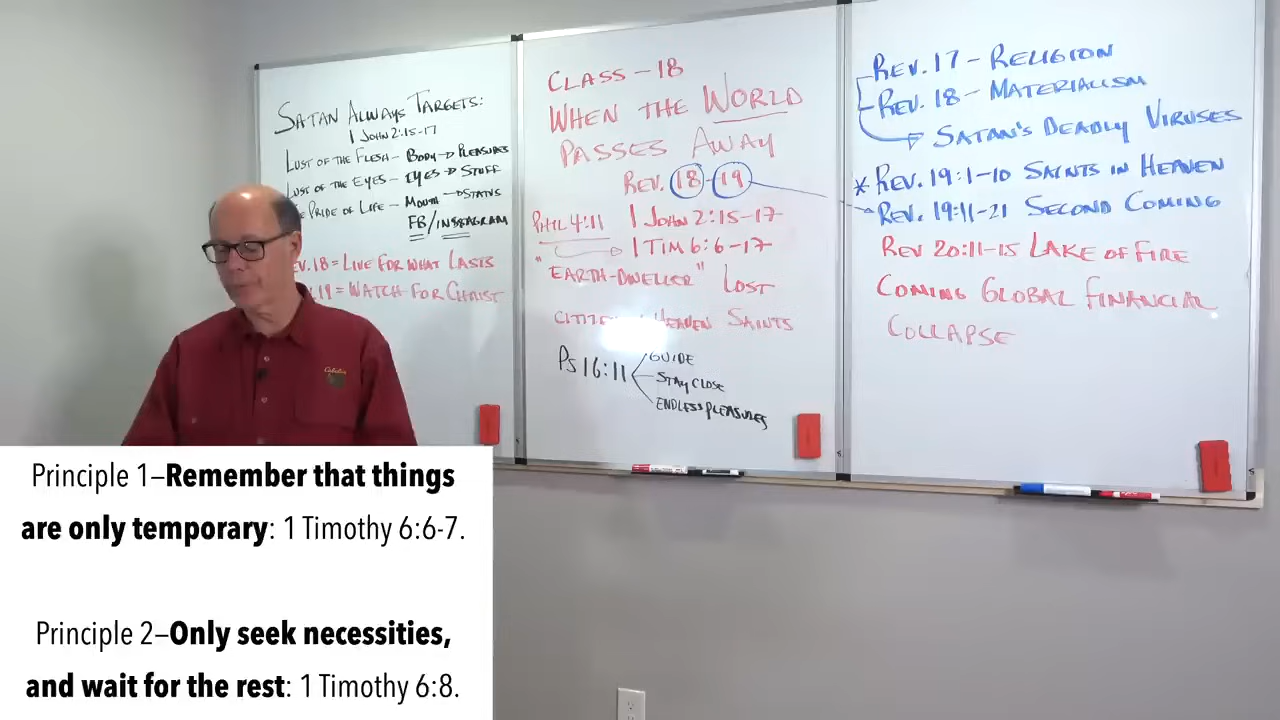 SATAN ALWAYS TARGETS:
1 JOHN 2:15-17
LUST OF THE FLESH – BODY → PLEASURES
LUST OF THE EYES – EYES → STUFF
PRIDE OF LIFE – MOUTH → STATUS
FB/INSTAGRAM
REV. 18 = LIVE FOR WHAT LASTS
19 = WATCH FOR CHRIST
CLASS – 18
WHEN THE WORLD
PASSES AWAY
REV. 18 – 19
PHIL 4:11 1 JOHN 2:15-17
" 1 TIM 6:6-17
"EARTH-DWELLER" LOST
HEAVEN SAINTS
PS 16:11
GUIDE
STAY CLOSE
ENDLESS PLEASURES
REV. 17 – RELIGION
REV. 18 – MATERIALISM
→ SATAN'S DEADLY VIRUSES
* REV. 19:1-10 SAINTS IN HEAVEN
REV. 19:11-21 SECOND COMING
REV 20:11-15 LAKE OF FIRE
COMING GLOBAL FINANCIAL
COLLAPSE
Principle 1–Remember that things
are only temporary: 1 Timothy 6:6-7.
Principle 2–Only seek necessities,
and wait for the rest: 1 Timothy 6:8.